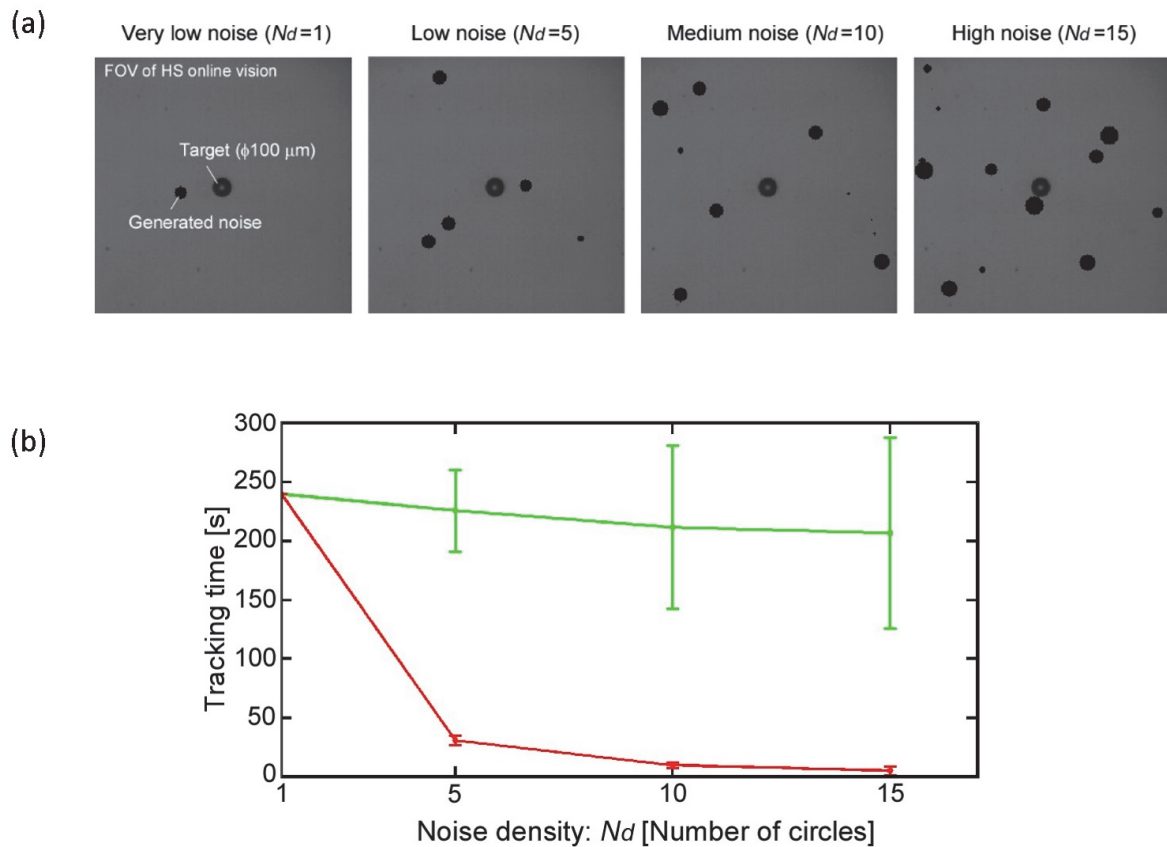 (a)
Very low noise (Nd=1)
Low noise (Nd=5)
Medium noise (Nd=10)
High noise (Nd=15)
FOV of HS online vision
Target (ϕ100 μm)
Generated noise
(b)
300
250
200
150
100
50
0
Tracking time [s]
1
5
10
15
Noise density: Nd [Number of circles]